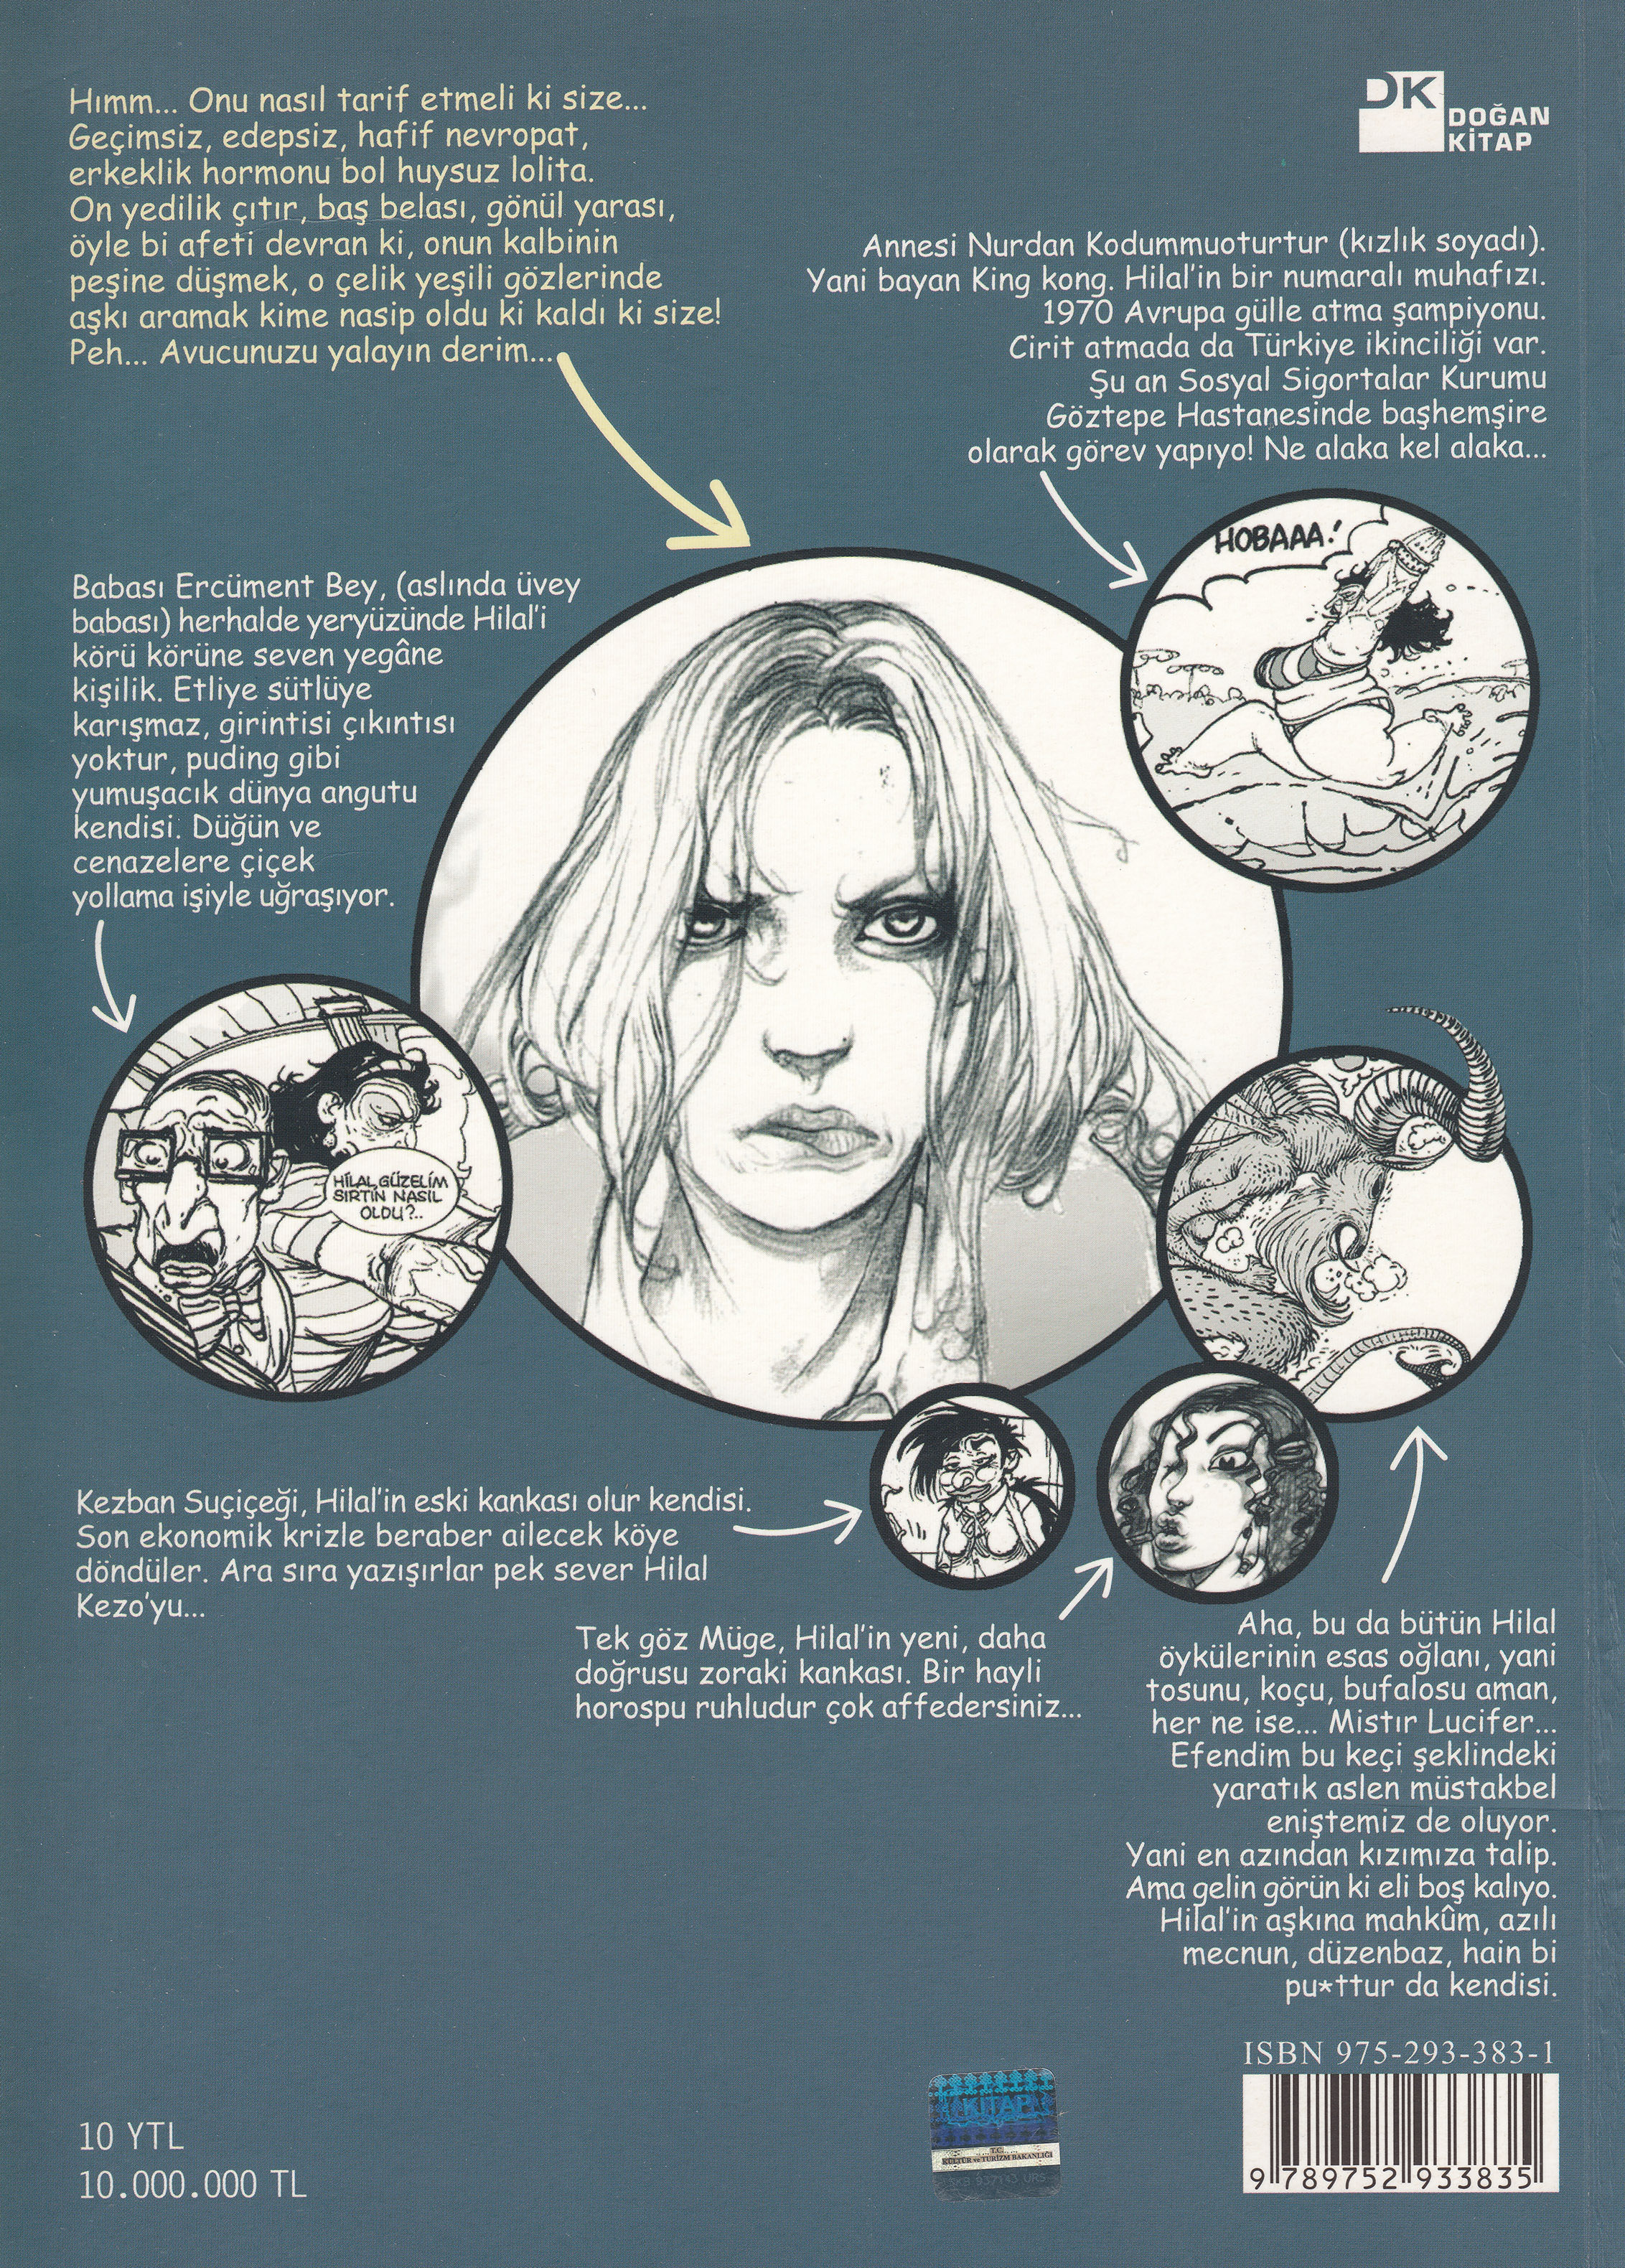 Hımm... Onu nasıl tarif etmeli ki size...
Geçimsiz, edepsiz, hafif nevropat,
erkeklik hormonu bol huysuz lolita.
On yedilik çıtır, baş belası, gönül yarası,
öyle bi afeti devran ki, onun kalbinin
peşine düşmek, o çelik yeşili gözlerinde
aşkı aramak kime nasip oldu ki kaldı ki size!
Peh... Avucunuzu yalayın derim...
DK
DOĞAN
KİTAP
Annesi Nurdan Kodummuoturtur (kızlık soyadı).
Yani bayan King kong. Hilal'in bir numaralı muhafızı.
1970 Avrupa gülle atma şampiyonu.
Cirit atmada da Türkiye ikinciliği var.
Şu an Sosyal Sigortalar Kurumu
Göztepe Hastanesinde başhemşire
olarak görev yapıyo! Ne alaka kel alaka...
HOBAAA!
Babası Ercüment Bey, (aslında üvey
babası) herhalde yeryüzünde Hilal'i
körü körüne seven yegâne
kişilik. Etliye sütlüye
karışmaz, girintisi çıkıntısı
yoktur, puding gibi
yumuşacık dünya angutu
kendisi. Düğün ve
cenazelere çiçek
yollama işiyle uğraşıyor.
HİLAL, GÜZELİM
SIRTIN NASIL
OLDU?..
Kezban Suçiçeği, Hilal'in eski kankası olur kendisi.
Son ekonomik krizle beraber ailecek köye
döndüler. Ara sıra yazışırlar pek sever Hilal
Kezo'yu...
Tek göz Müge, Hilal'in yeni, daha
doğrusu zoraki kankası. Bir hayli
horospu ruhludur çok affedersiniz...
Aha, bu da bütün Hilal
öykülerinin esas oğlanı, yani
tosunu, koçu, bufalosu aman,
her ne ise... Mistır Lucifer...
Efendim bu keçi şeklindeki
yaratık aslen müstakbel
eniştemiz de oluyor.
Yani en azından kızımıza talip.
Ama gelin görün ki eli boş kalıyo.
Hilal'in aşkına mahkûm, azılı
mecnun, düzenbaz, hain bi
pu*ttur da kendisi.
ISBN 975-293-383-1
9 789752 933835
KİTAP
T.C.
KÜLTÜR ve TURİZM BAKANLIĞI
10 YTL
10.000.000 TL